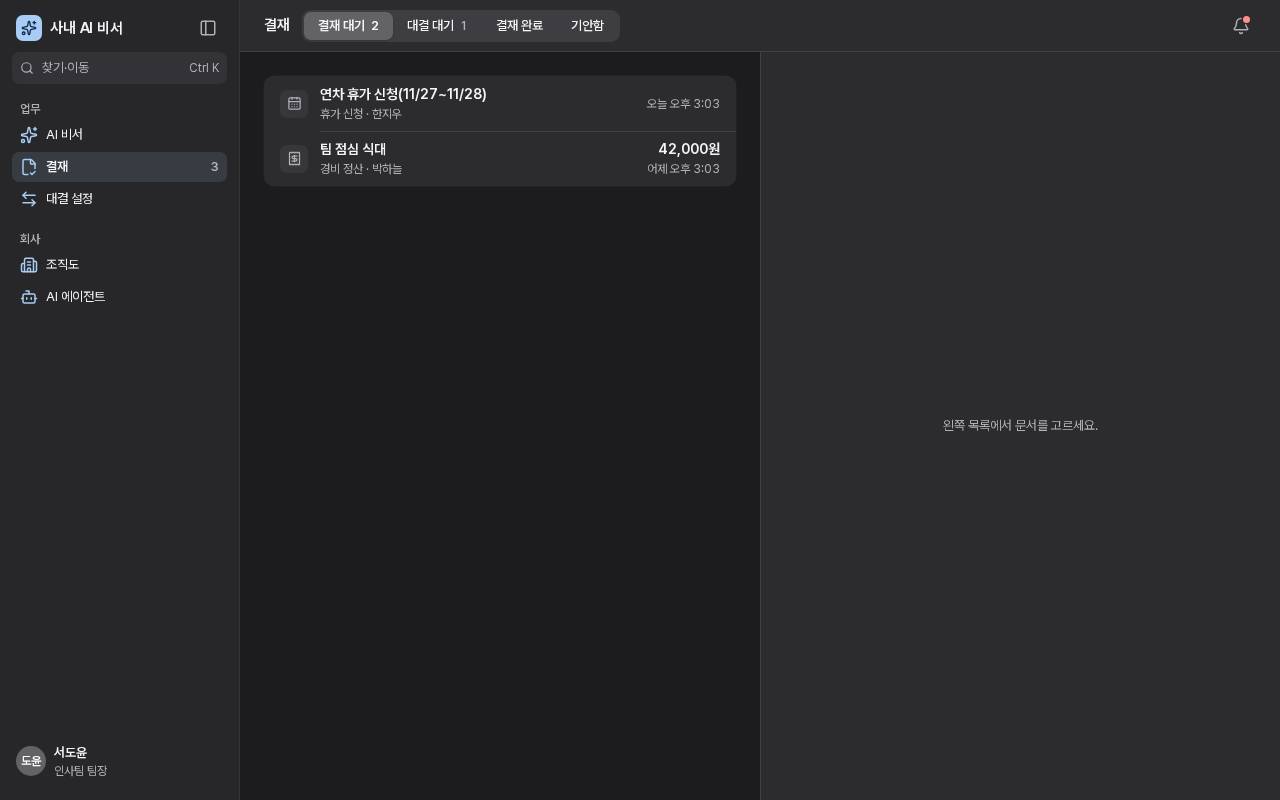 사내 AI 비서
찾기·이동 Ctrl K
업무
AI 비서
결재 3
대결 설정
회사
조직도
AI 에이전트
도윤
서도윤
인사팀 팀장
결재
결재 대기 2
대결 대기 1
결재 완료
기안함
연차 휴가 신청(11/27~11/28)
휴가 신청 · 한지우
오늘 오후 3:03
팀 점심 식대
경비 정산 · 박하늘
42,000원
어제 오후 3:03
왼쪽 목록에서 문서를 고르세요.